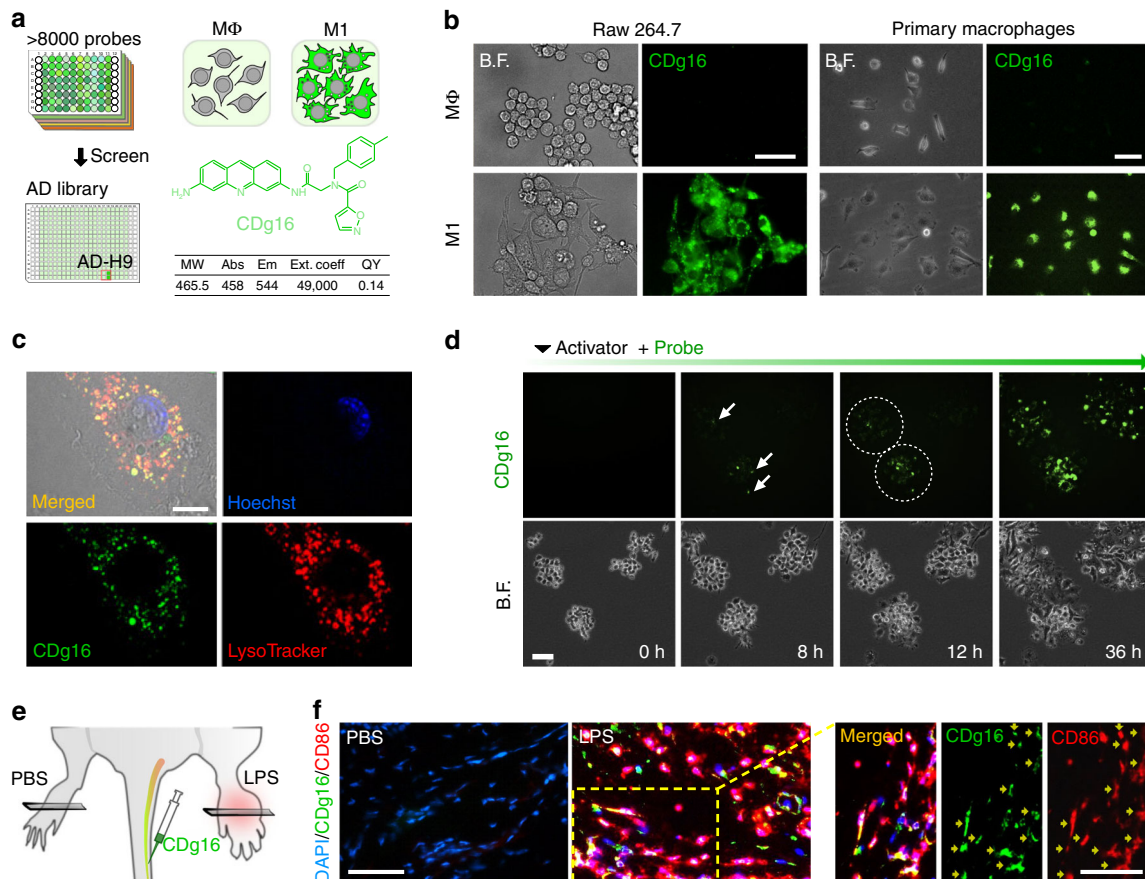 a
>8000 probes
Screen
AD library
AD-H9
MΦ
M1
H₂N
N
NH
O
N
O
O
N
CDg16
MW Abs Em Ext. coeff QY
465.5 458 544 49,000 0.14
b
Raw 264.7
Primary macrophages
B.F.
CDg16
B.F.
CDg16
MΦ
M1
c
Merged
Hoechst
CDg16
LysoTracker
d
Activator + Probe
CDg16
B.F.
0 h
8 h
12 h
36 h
e
PBS
LPS
CDg16
f
DAPI/CDg16/CD86
PBS
LPS
Merged
CDg16
CD86